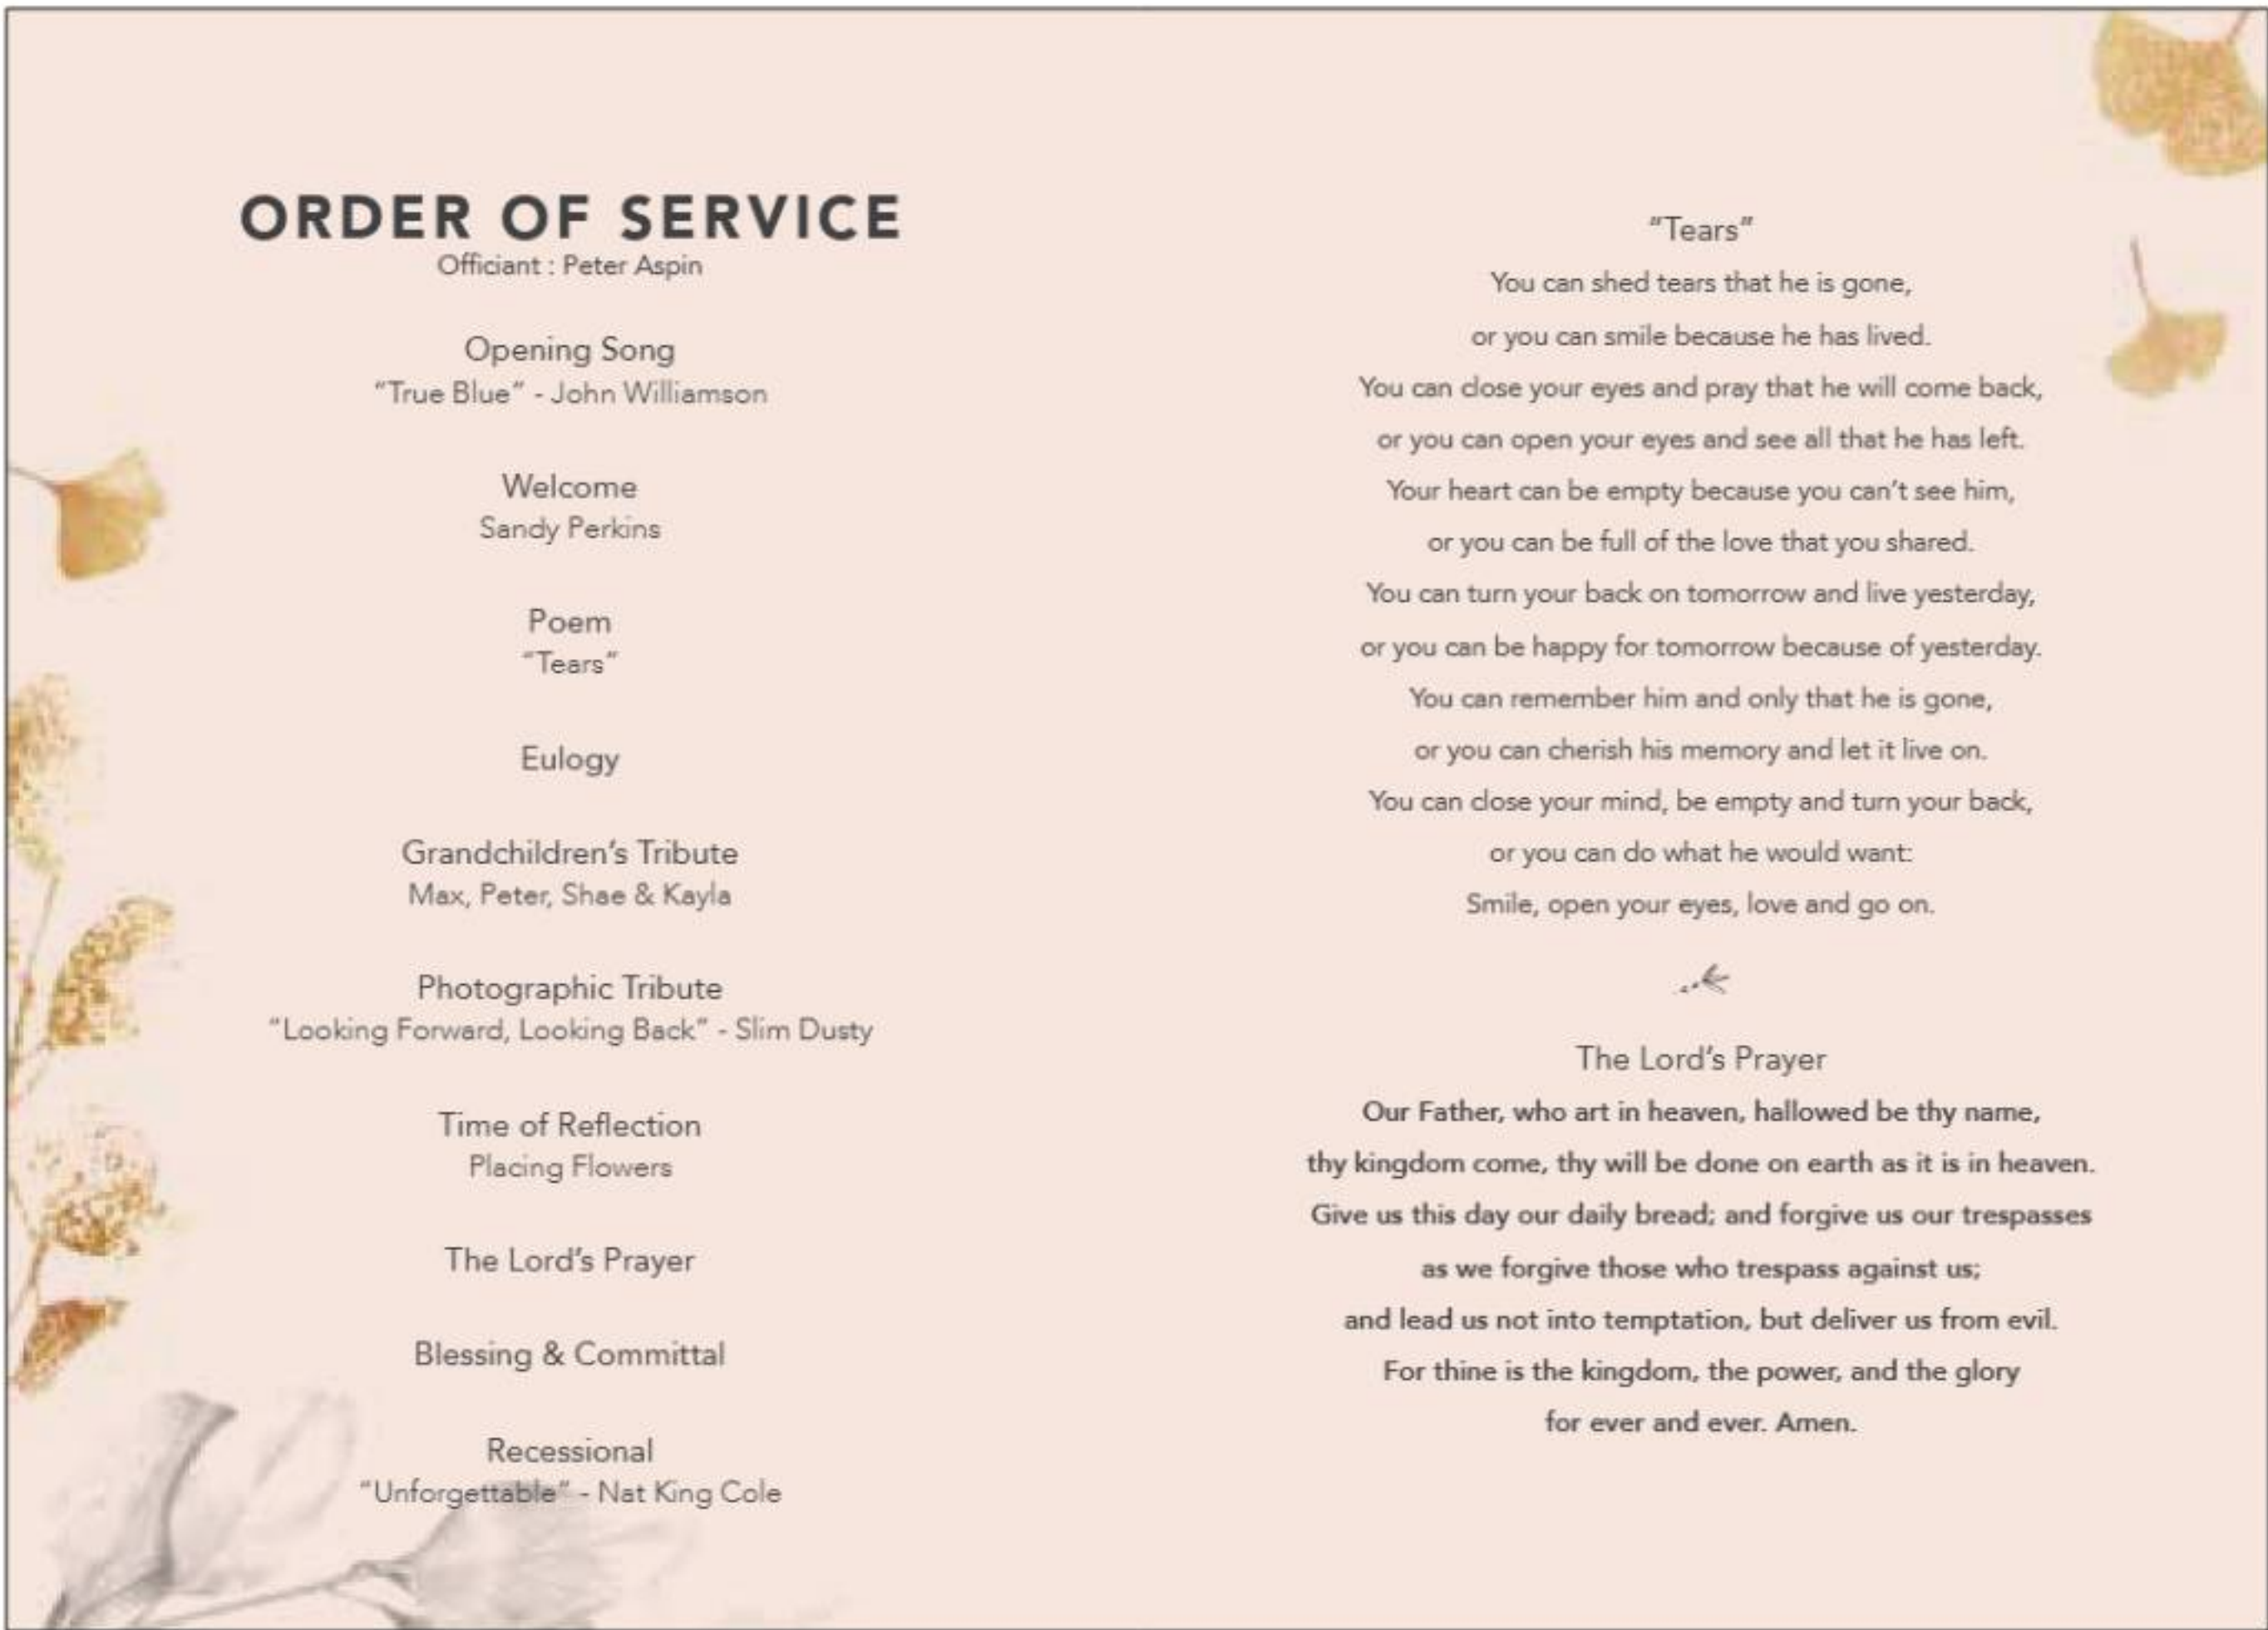 ORDER OF SERVICE
Officiant : Peter Aspin
Opening Song
“True Blue” - John Williamson
Welcome
Sandy Perkins
Poem
“Tears”
Eulogy
Grandchildren’s Tribute
Max, Peter, Shae & Kayla
Photographic Tribute
“Looking Forward, Looking Back” - Slim Dusty
Time of Reflection
Placing Flowers
The Lord’s Prayer
Blessing & Committal
Recessional
“Unforgettable” - Nat King Cole
“Tears”
You can shed tears that he is gone,
or you can smile because he has lived.
You can close your eyes and pray that he will come back,
or you can open your eyes and see all that he has left.
Your heart can be empty because you can’t see him,
or you can be full of the love that you shared.
You can turn your back on tomorrow and live yesterday,
or you can be happy for tomorrow because of yesterday.
You can remember him and only that he is gone,
or you can cherish his memory and let it live on.
You can close your mind, be empty and turn your back,
or you can do what he would want:
Smile, open your eyes, love and go on.
The Lord’s Prayer
Our Father, who art in heaven, hallowed be thy name,
thy kingdom come, thy will be done on earth as it is in heaven.
Give us this day our daily bread; and forgive us our trespasses
as we forgive those who trespass against us;
and lead us not into temptation, but deliver us from evil.
For thine is the kingdom, the power, and the glory
for ever and ever. Amen.